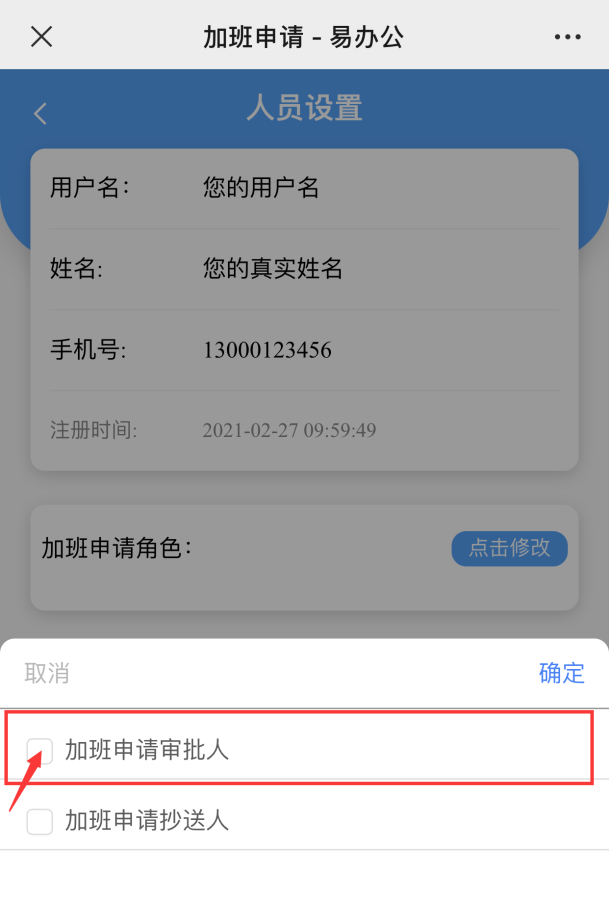 加班申请 - 易办公
人员设置
用户名： 您的用户名
姓名: 您的真实姓名
手机号: 13000123456
注册时间: 2021-02-27 09:59:49
加班申请角色： 点击修改
取消 确定
加班申请审批人
加班申请抄送人